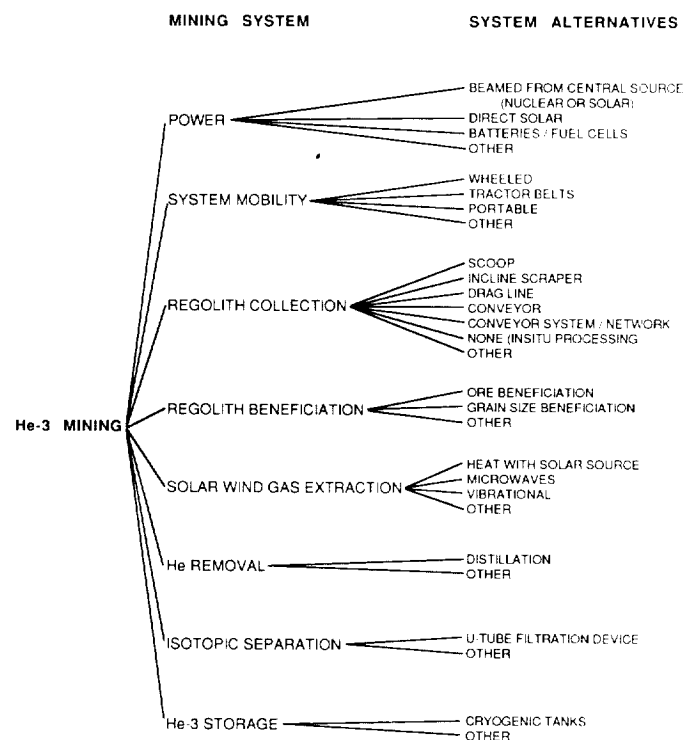 MINING SYSTEM
SYSTEM ALTERNATIVES
POWER
BEAMED FROM CENTRAL SOURCE
(NUCLEAR OR SOLAR)
DIRECT SOLAR
BATTERIES / FUEL CELLS
OTHER
SYSTEM MOBILITY
WHEELED
TRACTOR BELTS
PORTABLE
OTHER
REGOLITH COLLECTION
SCOOP
INCLINE SCRAPER
DRAG LINE
CONVEYOR
CONVEYOR SYSTEM / NETWORK
NONE (INSITU PROCESSING
OTHER
He-3 MINING
REGOLITH BENEFICIATION
ORE BENEFICIATION
GRAIN SIZE BENEFICIATION
OTHER
SOLAR WIND GAS EXTRACTION
HEAT WITH SOLAR SOURCE
MICROWAVES
VIBRATIONAL
OTHER
He REMOVAL
DISTILLATION
OTHER
ISOTOPIC SEPARATION
U-TUBE FILTRATION DEVICE
OTHER
He-3 STORAGE
CRYOGENIC TANKS
OTHER